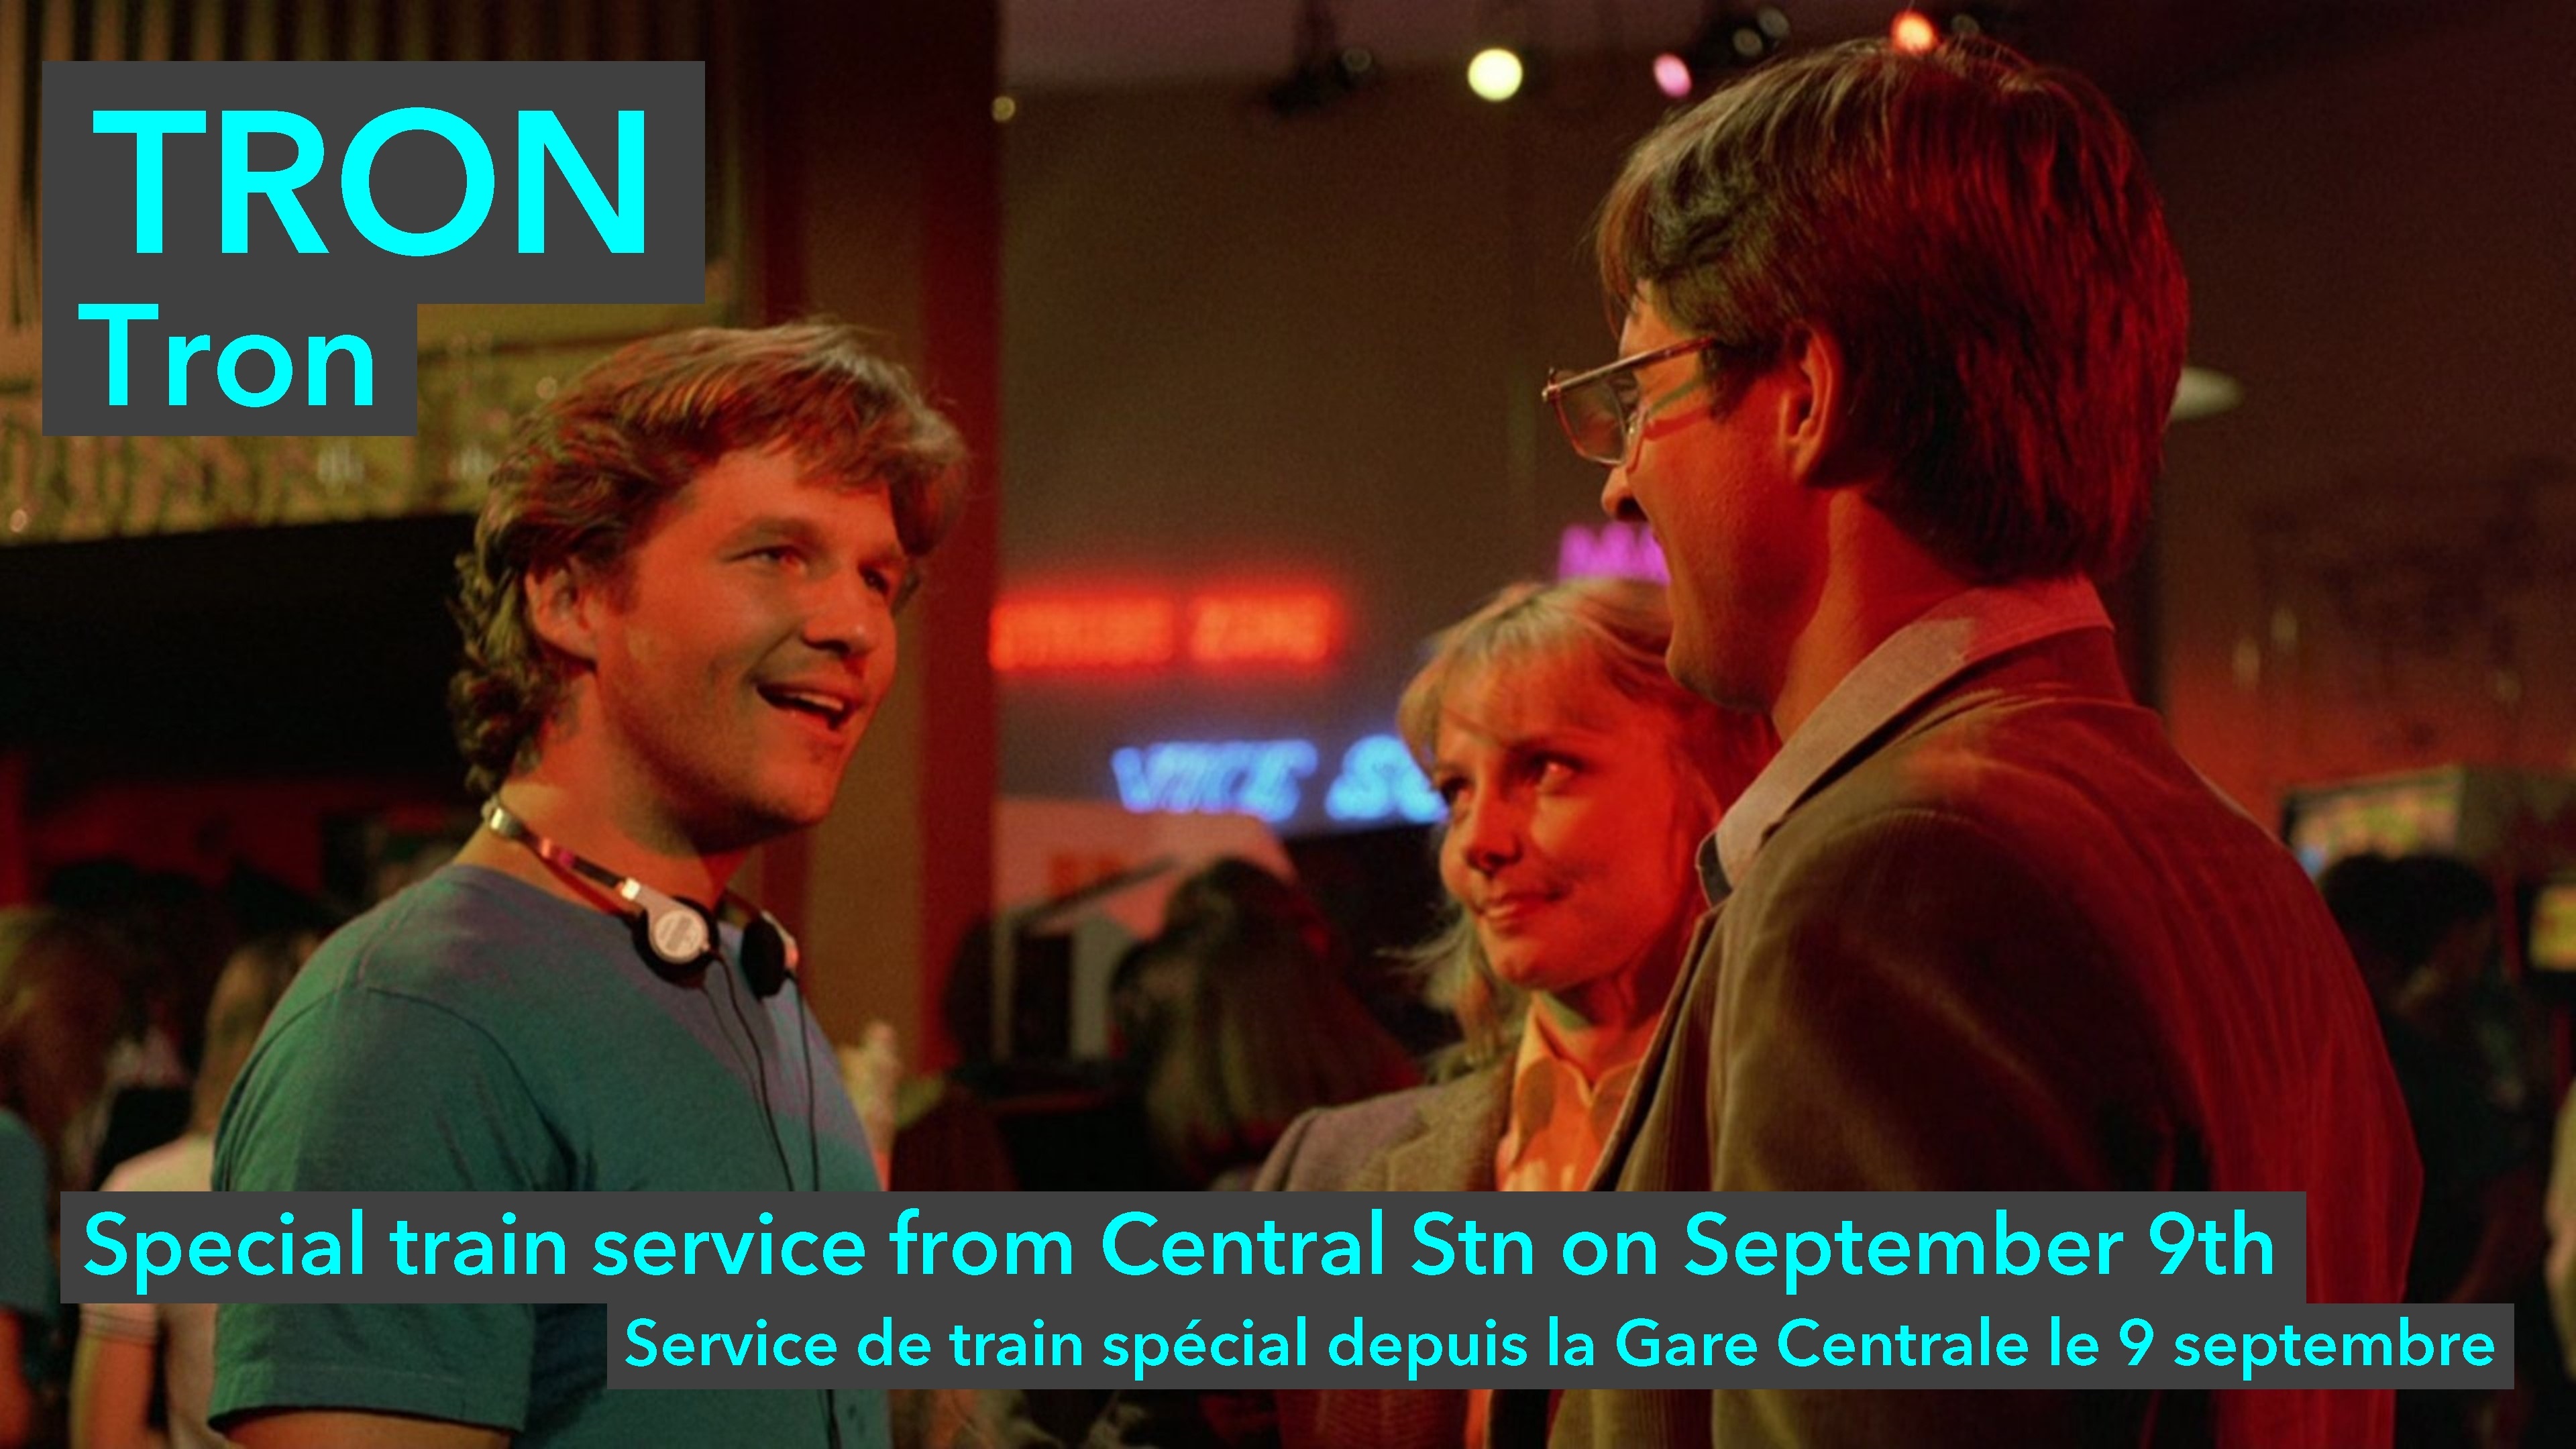 TRON
Tron
VICE
Special train service from Central Stn on September 9th
Service de train spécial depuis la Gare Centrale le 9 septembre